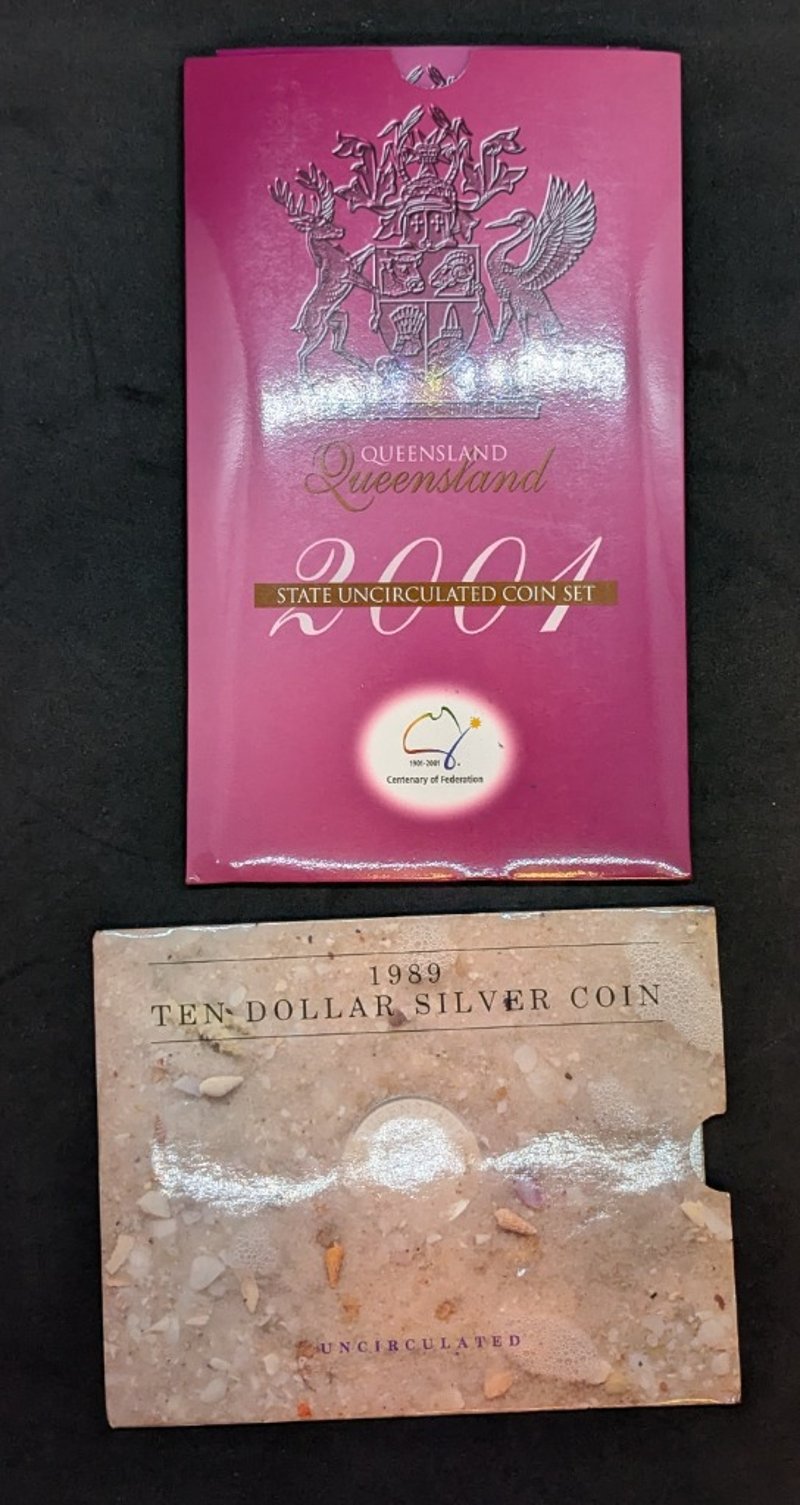 QUEENSLAND
Queensland
2001
STATE UNCIRCULATED COIN SET
1901-2001
Centenary of Federation
1989
TEN DOLLAR SILVER COIN
UNCIRCULATED